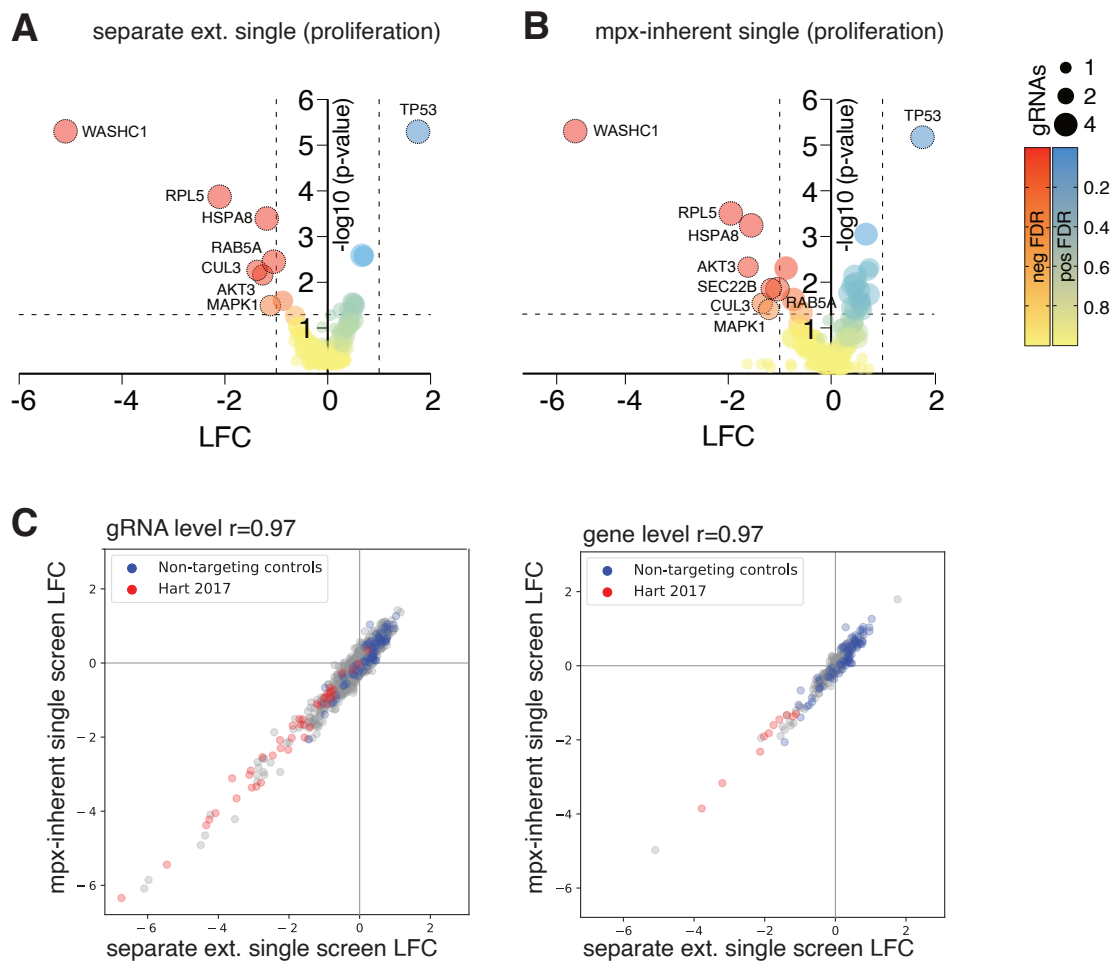 A
separate ext. single (proliferation)
6
5
4
3
2
1
-log10 (p-value)
TP53
WASHC1
RPL5
HSPA8
RAB5A
CUL3
AKT3
MAPK1
-6
-4
-2
0
2
LFC
B
mpx-inherent single (proliferation)
6
5
4
3
2
1
-log10 (p-value)
TP53
WASHC1
RPL5
HSPA8
AKT3
SEC22B
CUL3
RAB5A
MAPK1
-6
-4
-2
0
2
LFC
gRNAs
1
2
4
neg FDR
pos FDR
0.2
0.4
0.6
0.8
C
gRNA level r=0.97
Non-targeting controls
Hart 2017
mpx-inherent single screen LFC
2
0
−2
−4
−6
−6
−4
−2
0
2
separate ext. single screen LFC
gene level r=0.97
Non-targeting controls
Hart 2017
mpx-inherent single screen LFC
2
0
−2
−4
−6
−6
−4
−2
0
2
separate ext. single screen LFC